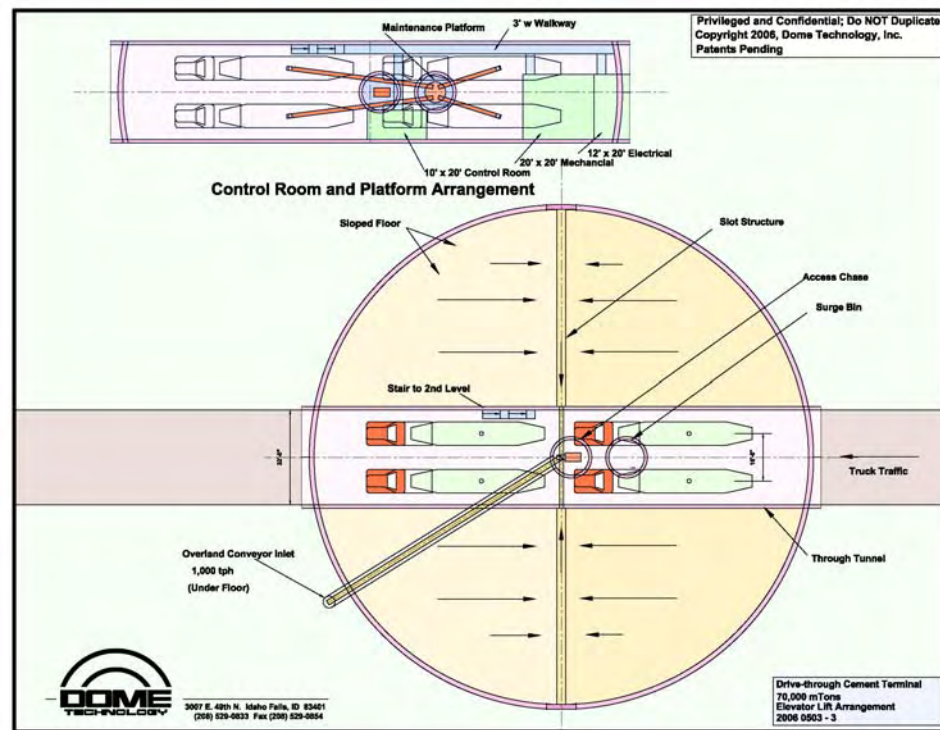 Privileged and Confidential; Do NOT Duplicate
Copyright 2006, Dome Technology, Inc.
Patents Pending
3' w Walkway
Maintenance Platform
12' x 20' Electrical
20' x 20' Mechancial
10' x 20' Control Room
Control Room and Platform Arrangement
Sloped Floor
Slot Structure
Access Chase
Surge Bin
Stair to 2nd Level
Truck Traffic
Through Tunnel
Overland Conveyor Inlet
1,000 tph
(Under Floor)
DOME
TECHNOLOGY
3007 E. 49th N. Idaho Falls, ID 83401
(208) 529-0833 Fax (208) 529-0854
Drive-through Cement Terminal
70,000 mTons
Elevator Lift Arrangement
2006 0503 - 3